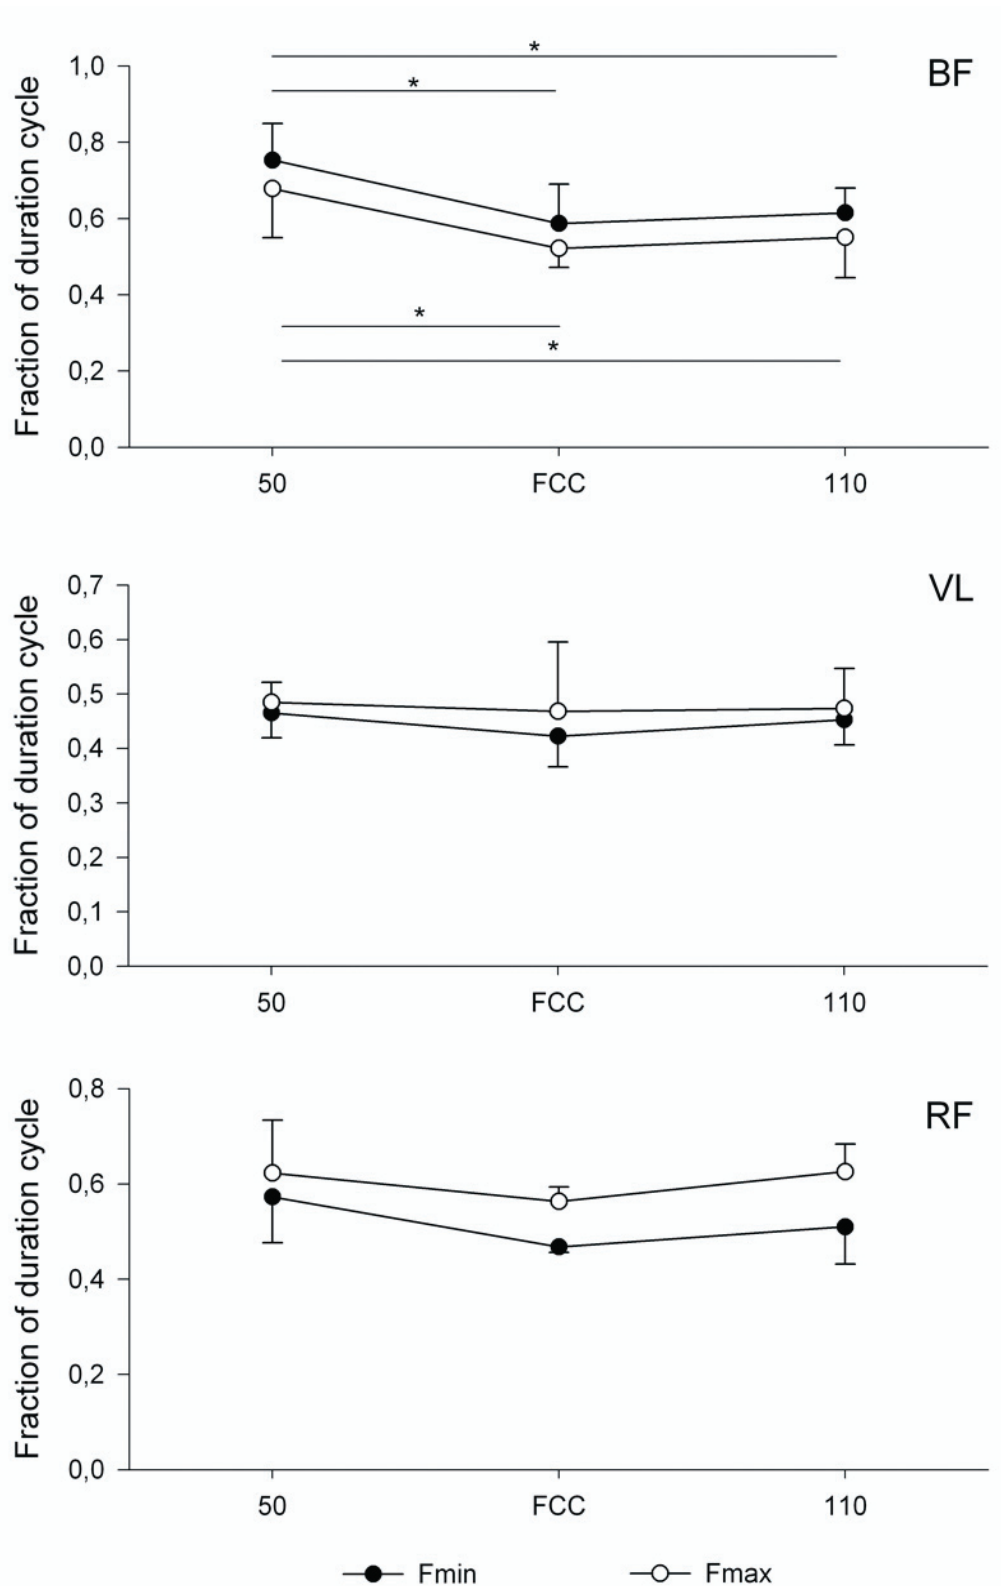 *
1,0
BF
*
0,8
0,6
0,4
*
*
0,2
0,0
Fraction of duration cycle
50 FCC 110
0,7
VL
0,6
0,5
0,4
0,3
0,2
0,1
0,0
Fraction of duration cycle
50 FCC 110
0,8
RF
0,6
0,4
0,2
0,0
Fraction of duration cycle
50 FCC 110
Fmin Fmax